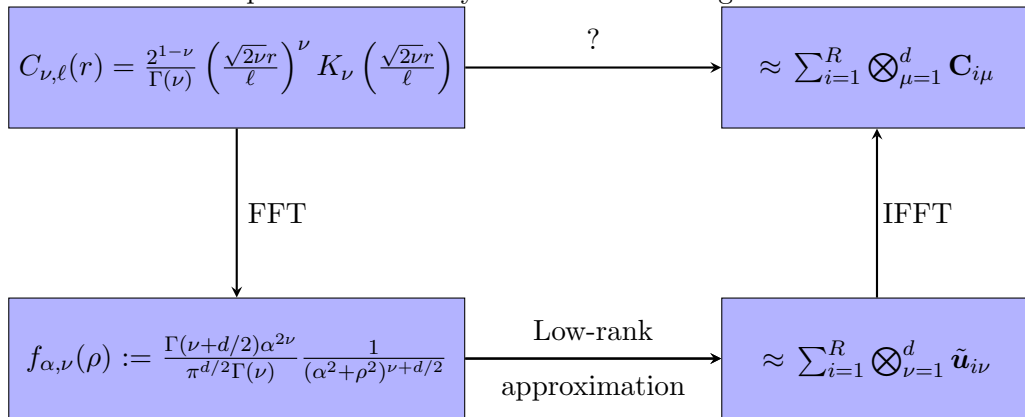 ?
$C_{\nu,\ell}(r) = \frac{2^{1-\nu}}{\Gamma(\nu)} \left( \frac{\sqrt{2\nu}r}{\ell} \right)^{\nu} K_{\nu} \left( \frac{\sqrt{2\nu}r}{\ell} \right)$
$\approx \sum_{i=1}^{R} \bigotimes_{\mu=1}^{d} \mathbf{C}_{i\mu}$
FFT
IFFT
$f_{\alpha,\nu}(\rho) := \frac{\Gamma(\nu+d/2)\alpha^{2\nu}}{\pi^{d/2}\Gamma(\nu)} \frac{1}{(\alpha^2+\rho^2)^{\nu+d/2}}$
Low-rank
approximation
$\approx \sum_{i=1}^{R} \bigotimes_{\nu=1}^{d} \tilde{\boldsymbol{u}}_{i\nu}$